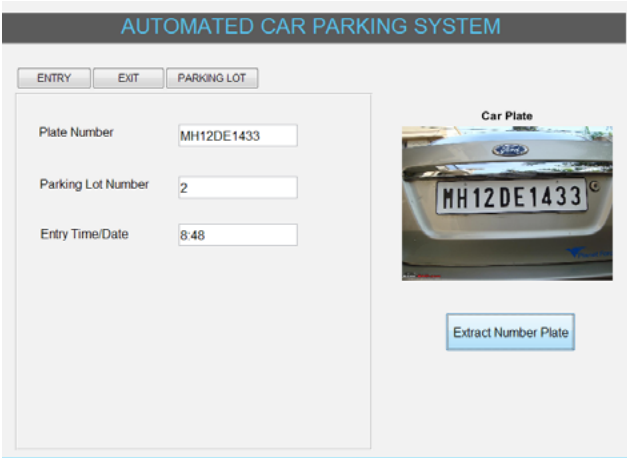 AUTOMATED CAR PARKING SYSTEM
ENTRY EXIT PARKING LOT
Plate Number MH12DE1433
Parking Lot Number 2
Entry Time/Date 8:48
Car Plate
Ford
MH12DE1433
Extract Number Plate